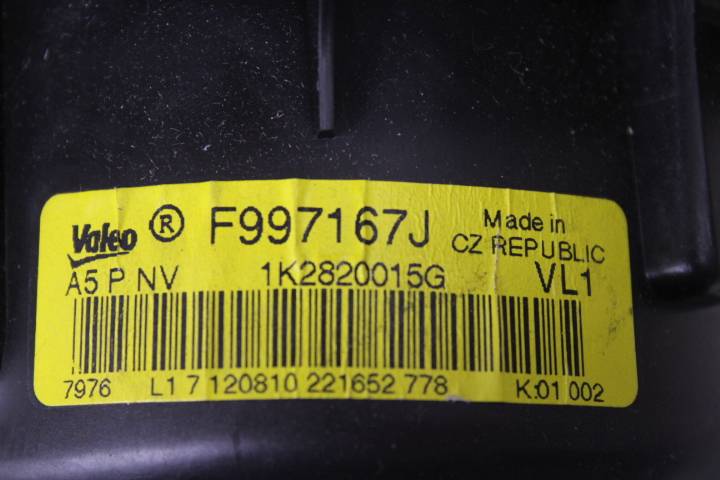 Valeo ® F997167J Made in
CZ REPUBLIC
A5 P NV 1K2820015G VL1
7976 L1 7 120810 221652 778 K:01 002